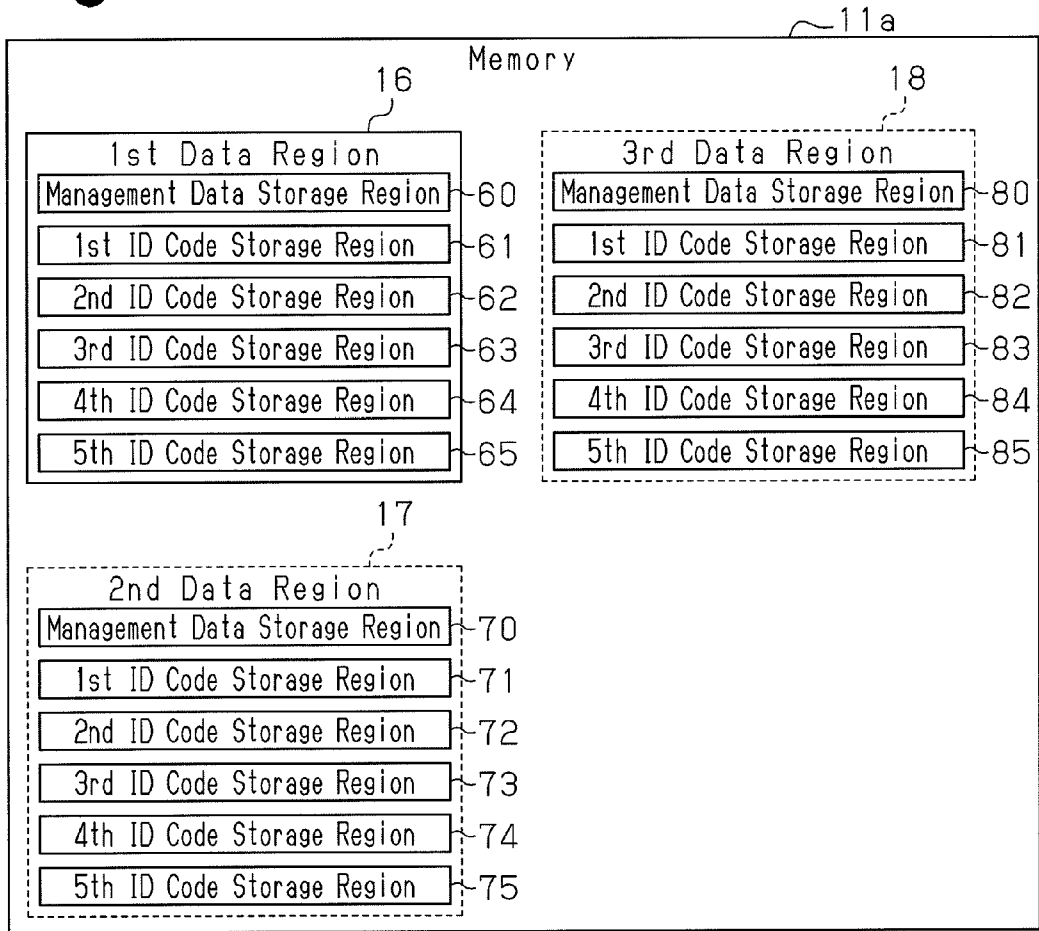 11a
Memory
16
1st Data Region
Management Data Storage Region 60
1st ID Code Storage Region 61
2nd ID Code Storage Region 62
3rd ID Code Storage Region 63
4th ID Code Storage Region 64
5th ID Code Storage Region 65
18
3rd Data Region
Management Data Storage Region 80
1st ID Code Storage Region 81
2nd ID Code Storage Region 82
3rd ID Code Storage Region 83
4th ID Code Storage Region 84
5th ID Code Storage Region 85
17
2nd Data Region
Management Data Storage Region 70
1st ID Code Storage Region 71
2nd ID Code Storage Region 72
3rd ID Code Storage Region 73
4th ID Code Storage Region 74
5th ID Code Storage Region 75